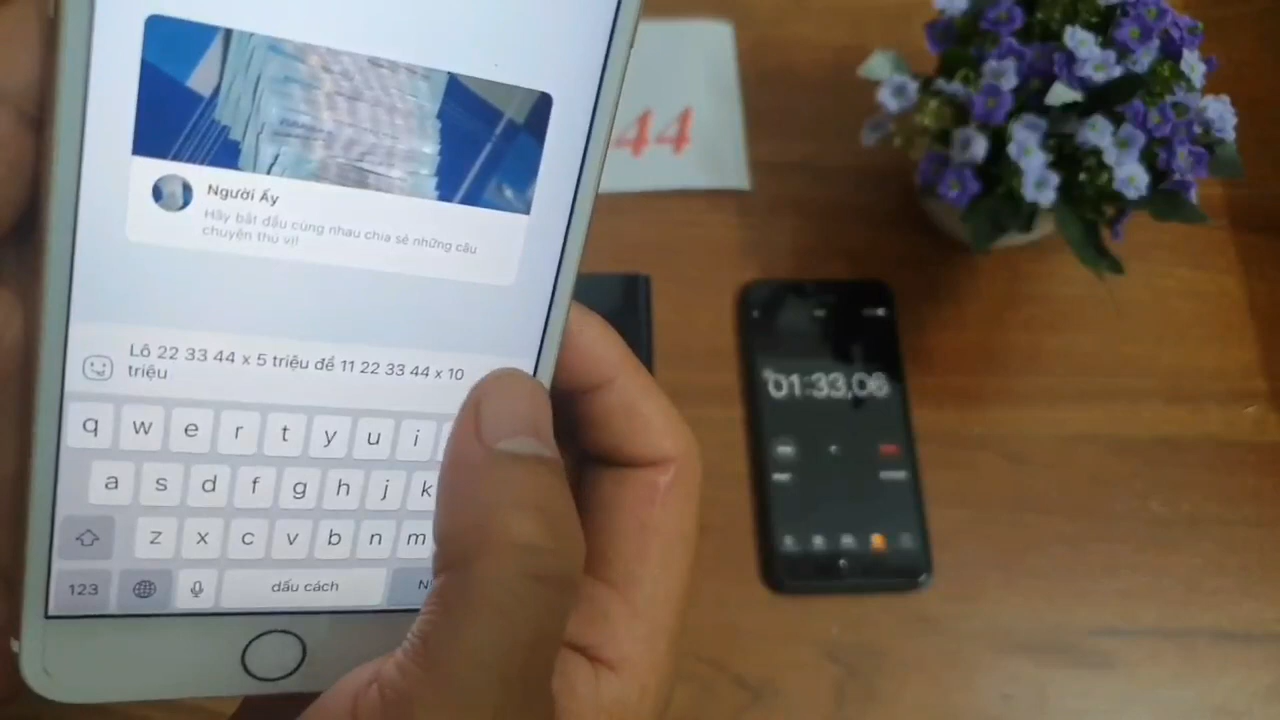 Người Ấy
Hãy bắt đầu cùng nhau chia sẻ những câu
chuyện thú vị!
44
Lô 22 33 44 x 5 triệu đề 11 22 33 44 x 10
triệu
01:33,06
q w e r t y u i
a s d f g h j k
z x c v b n m
123 dấu cách